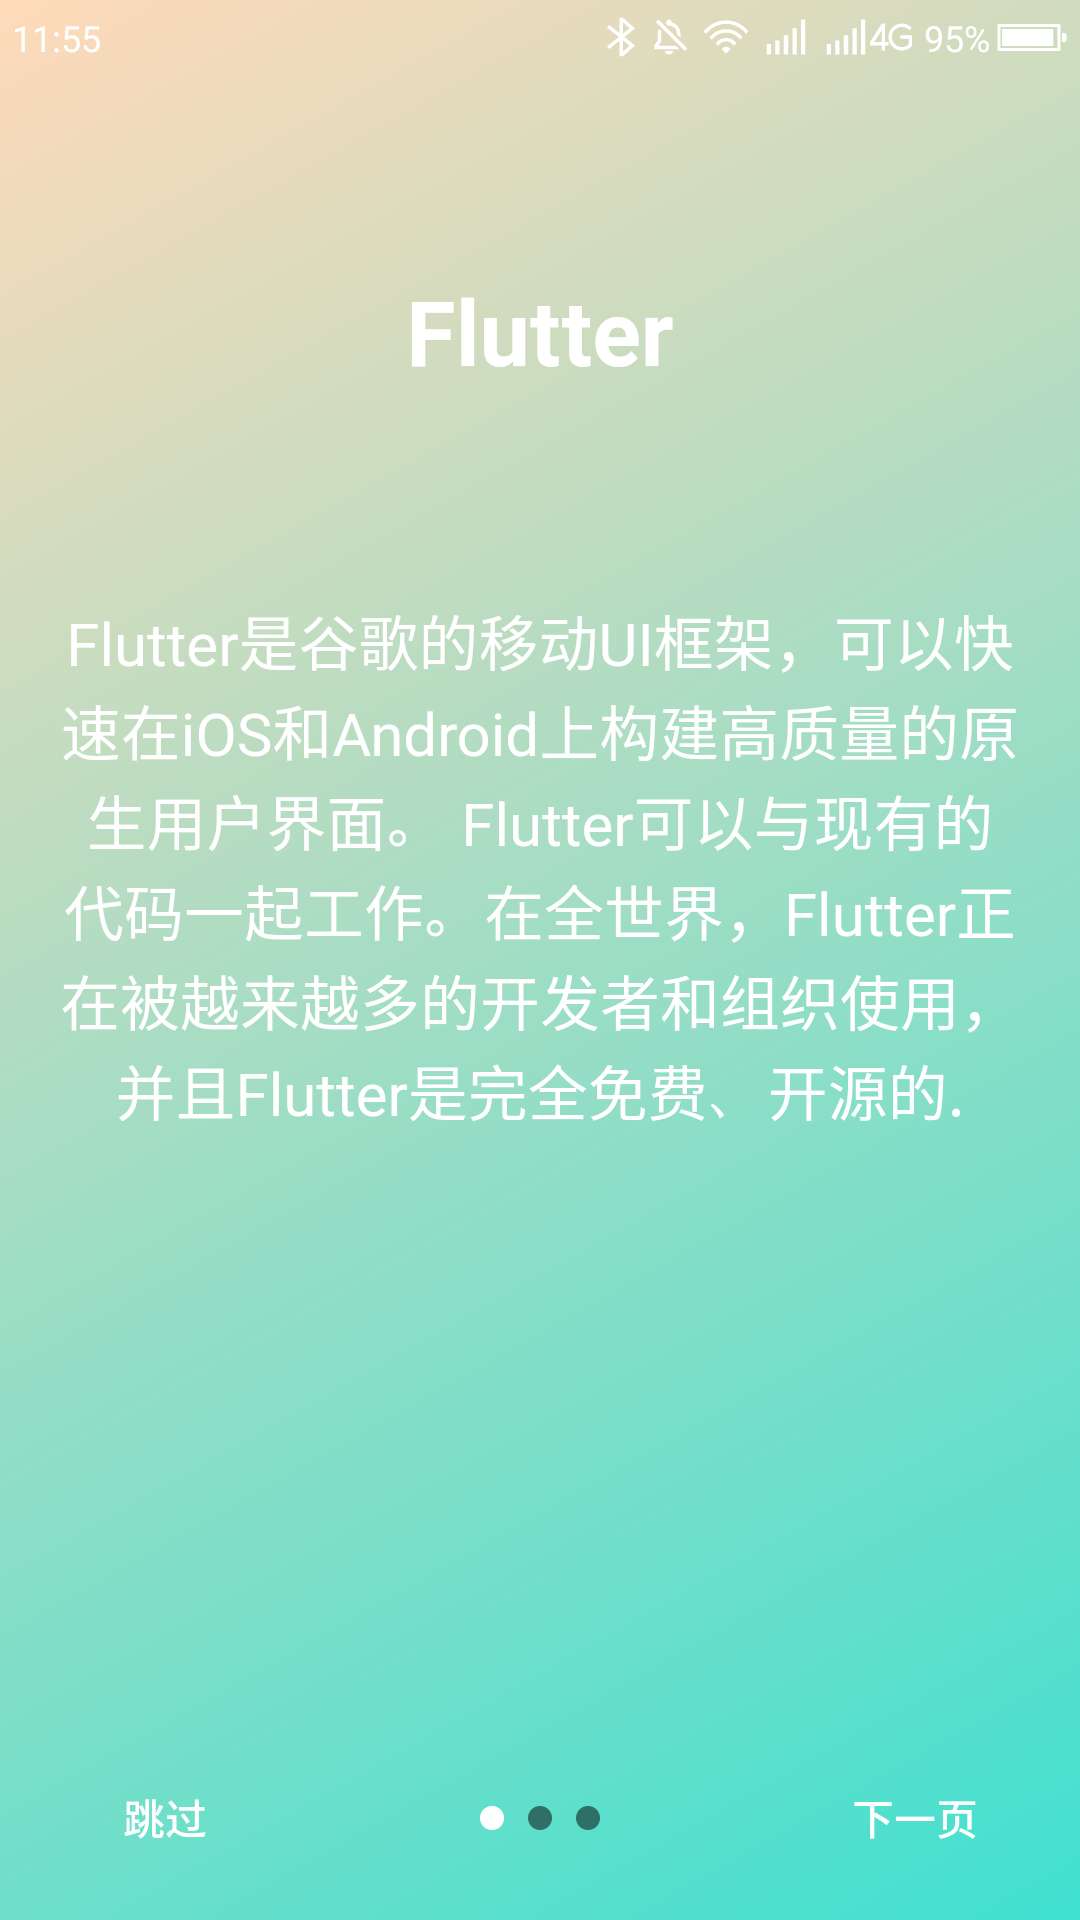 11:55
4G 95%
Flutter
Flutter是谷歌的移动UI框架，可以快
速在iOS和Android上构建高质量的原
生用户界面。 Flutter可以与现有的
代码一起工作。在全世界，Flutter正
在被越来越多的开发者和组织使用，
并且Flutter是完全免费、开源的.
跳过
下一页